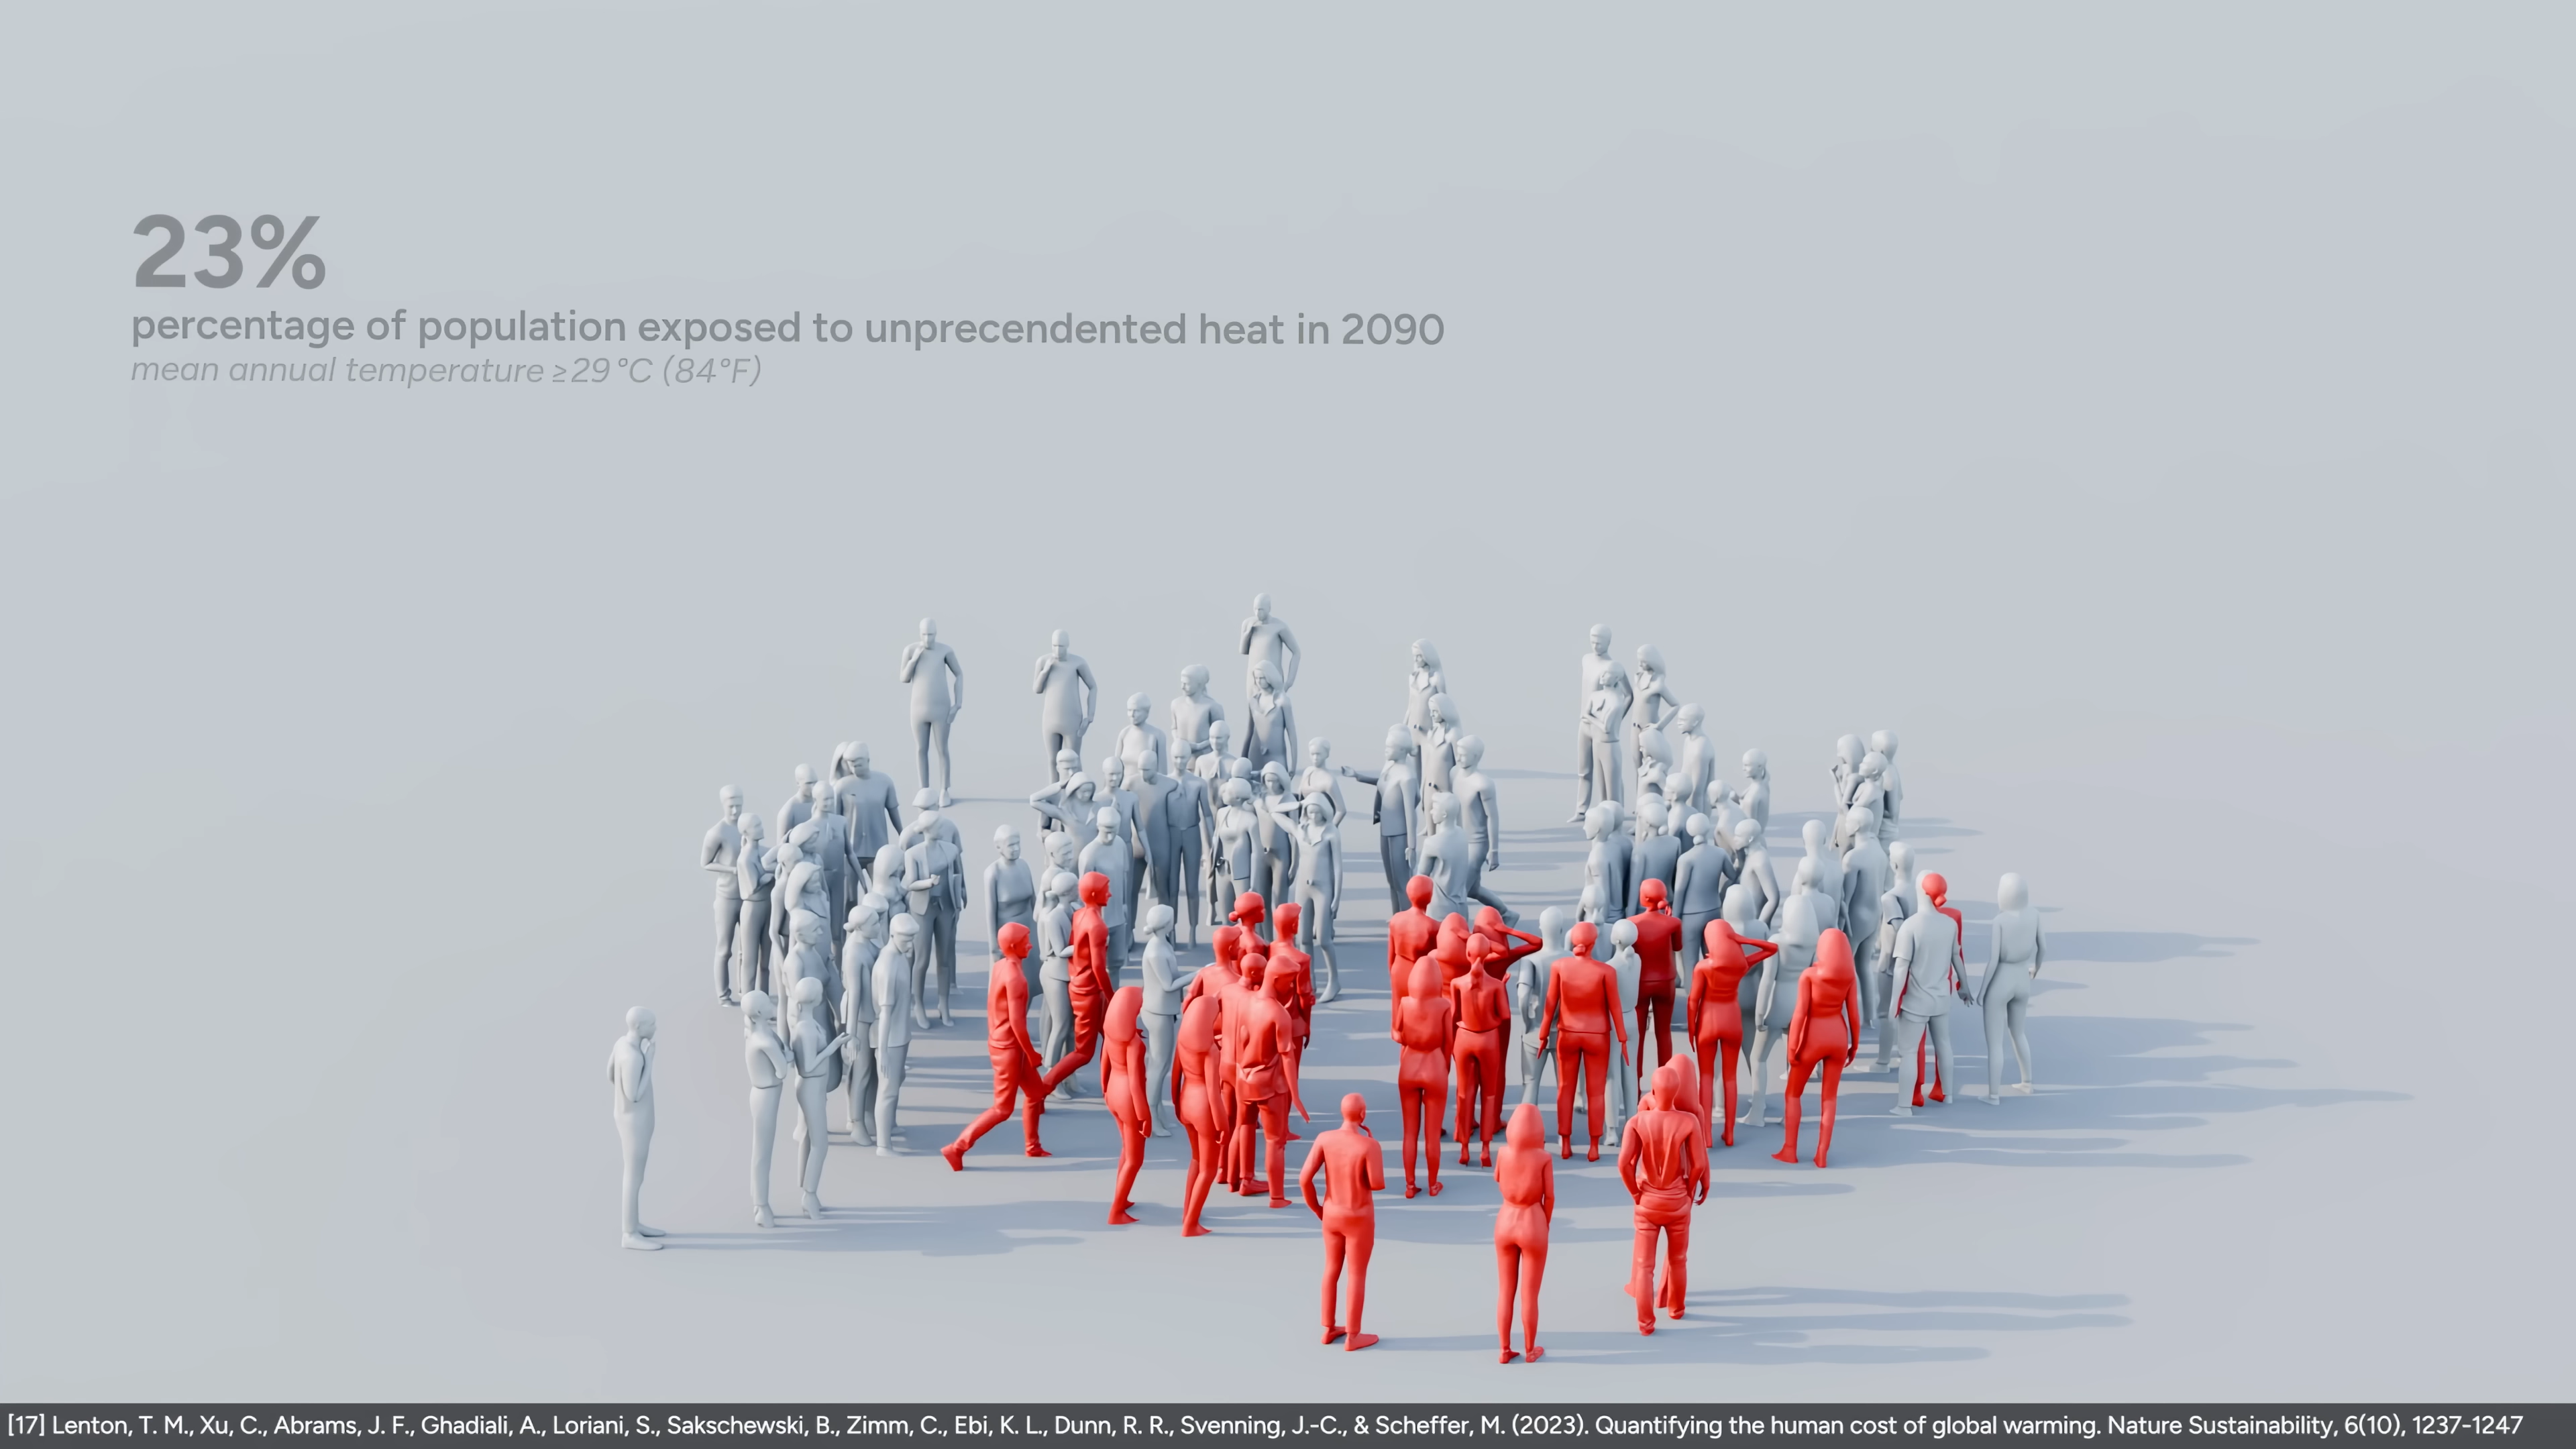 23%
percentage of population exposed to unprecendented heat in 2090
mean annual temperature ≥29 °C (84°F)
[17] Lenton, T. M., Xu, C., Abrams, J. F., Ghadiali, A., Loriani, S., Sakschewski, B., Zimm, C., Ebi, K. L., Dunn, R. R., Svenning, J.-C., & Scheffer, M. (2023). Quantifying the human cost of global warming. Nature Sustainability, 6(10), 1237-1247